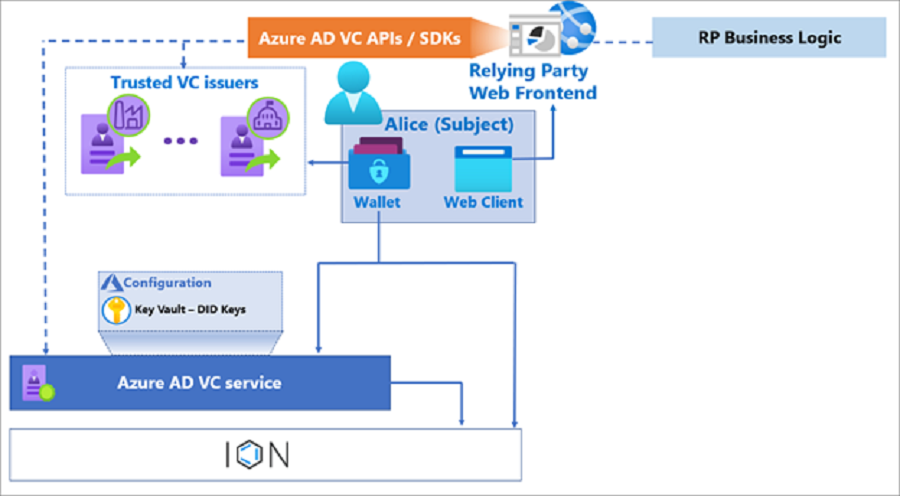 Azure AD VC APIs / SDKs
RP Business Logic
Relying Party
Web Frontend
Trusted VC issuers
Alice (Subject)
Wallet
Web Client
Configuration
Key Vault – DID Keys
Azure AD VC service
ION